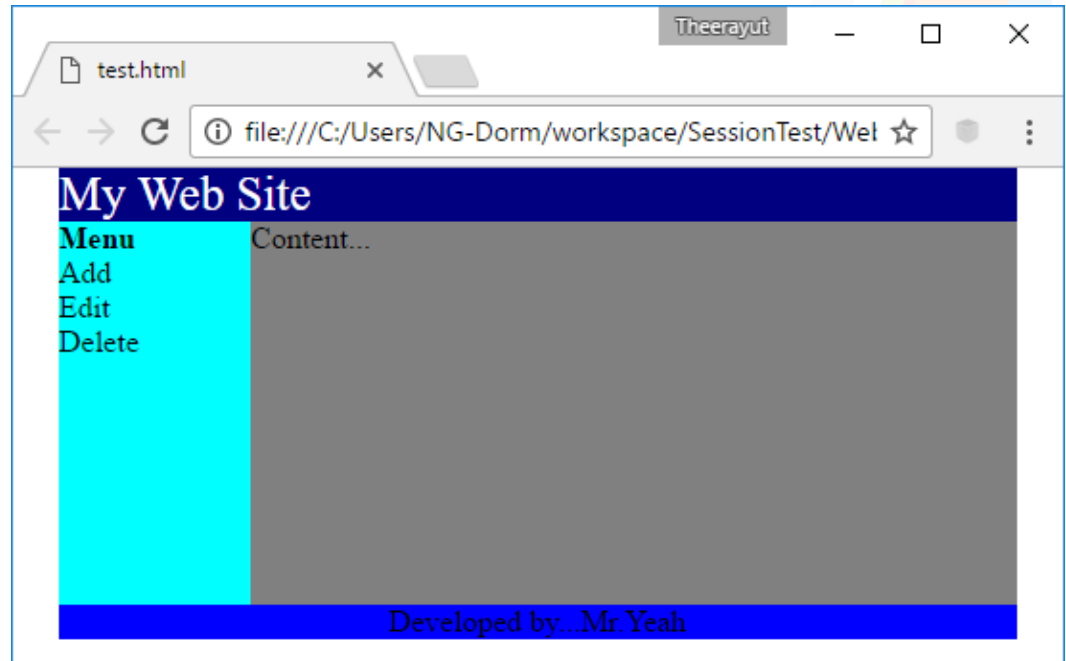 Theerayut
test.html
file:///C:/Users/NG-Dorm/workspace/SessionTest/Wel
My Web Site
Menu
Content...
Add
Edit
Delete
Developed by...Mr.Yeah